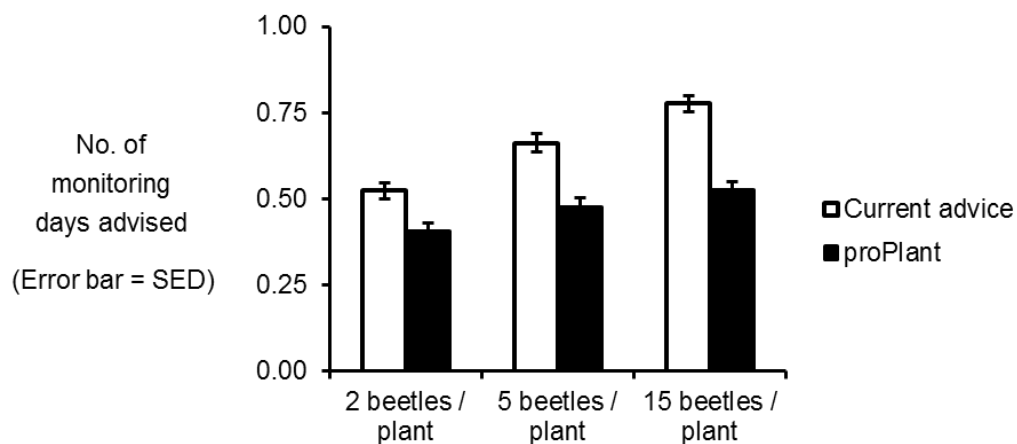 No. of
monitoring
days advised
(Error bar = SED)
1.00
0.75
0.50
0.25
0.00
2 beetles /
plant
5 beetles /
plant
15 beetles /
plant
Current advice
proPlant